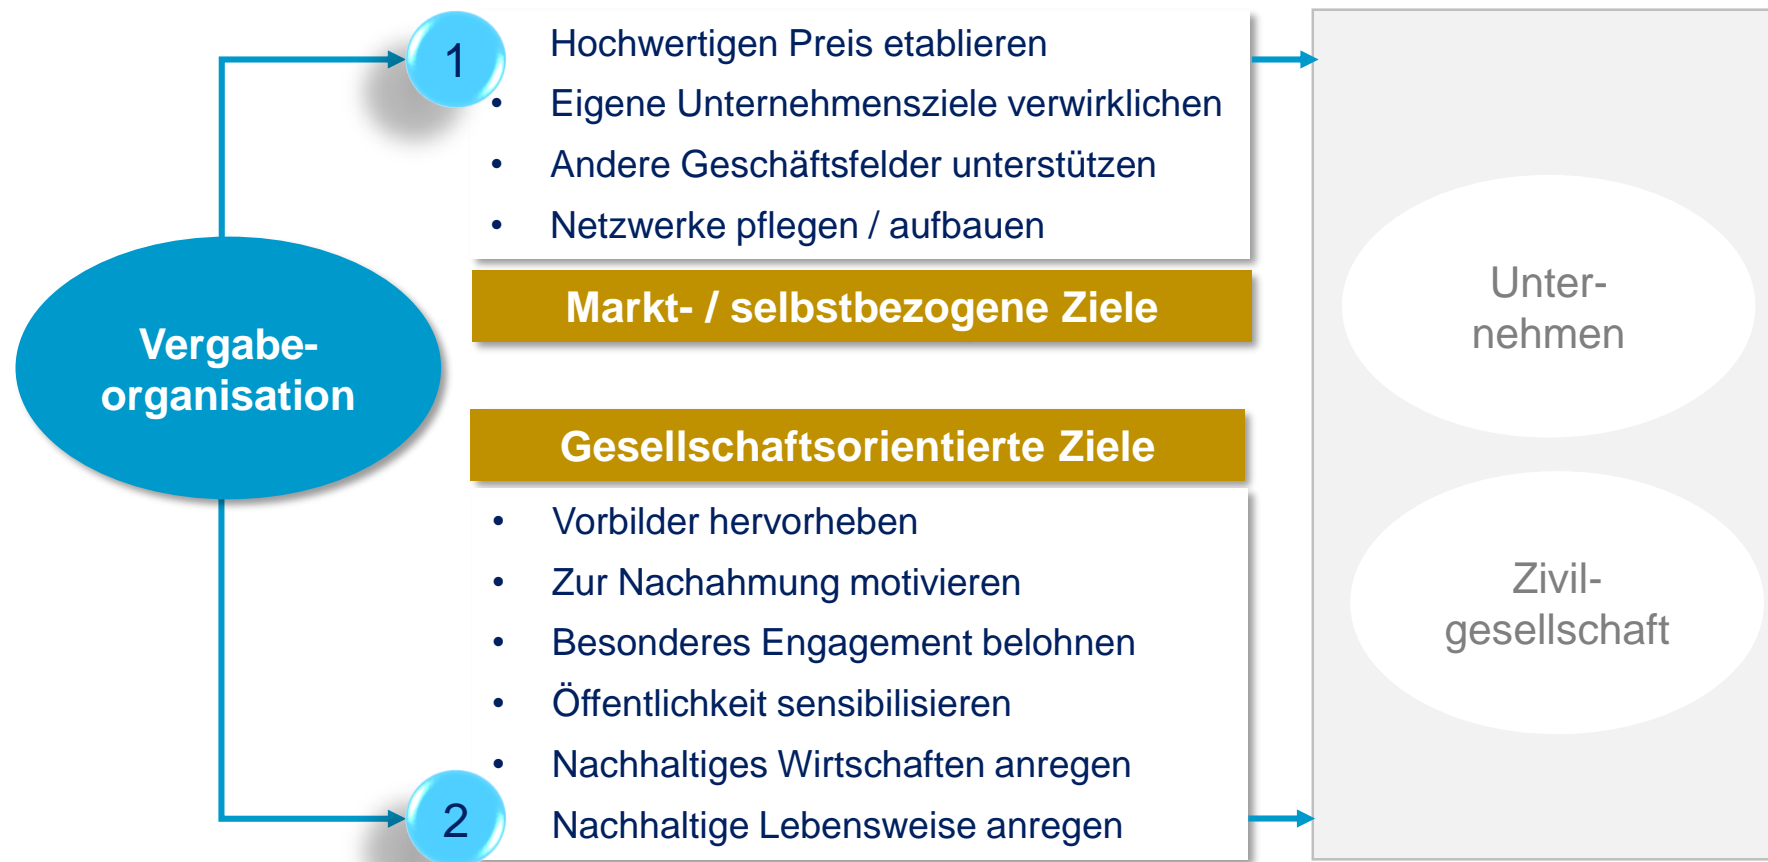 1
Hochwertigen Preis etablieren
• Eigene Unternehmensziele verwirklichen
• Andere Geschäftsfelder unterstützen
• Netzwerke pflegen / aufbauen
Markt- / selbstbezogene Ziele
Vergabe-
organisation
Gesellschaftsorientierte Ziele
• Vorbilder hervorheben
• Zur Nachahmung motivieren
• Besonderes Engagement belohnen
• Öffentlichkeit sensibilisieren
• Nachhaltiges Wirtschaften anregen
2
Nachhaltige Lebensweise anregen
Unter-
nehmen
Zivil-
gesellschaft